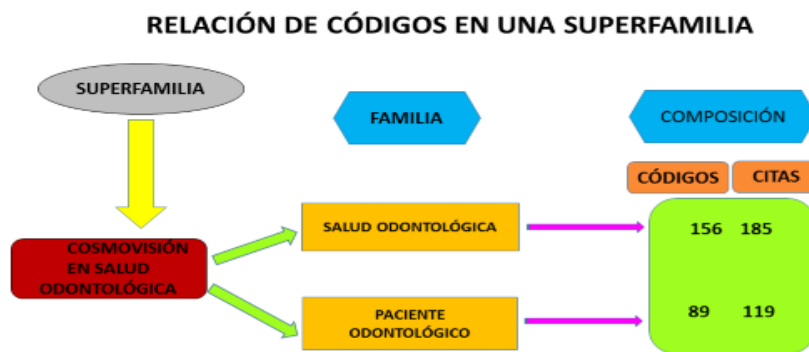 RELACIÓN DE CÓDIGOS EN UNA SUPERFAMILIA
SUPERFAMILIA
FAMILIA
COMPOSICIÓN
CÓDIGOS
CITAS
COSMOVISIÓN
EN SALUD
ODONTOLÓGICA
SALUD ODONTOLÓGICA
156 185
PACIENTE
ODONTOLÓGICO
89 119